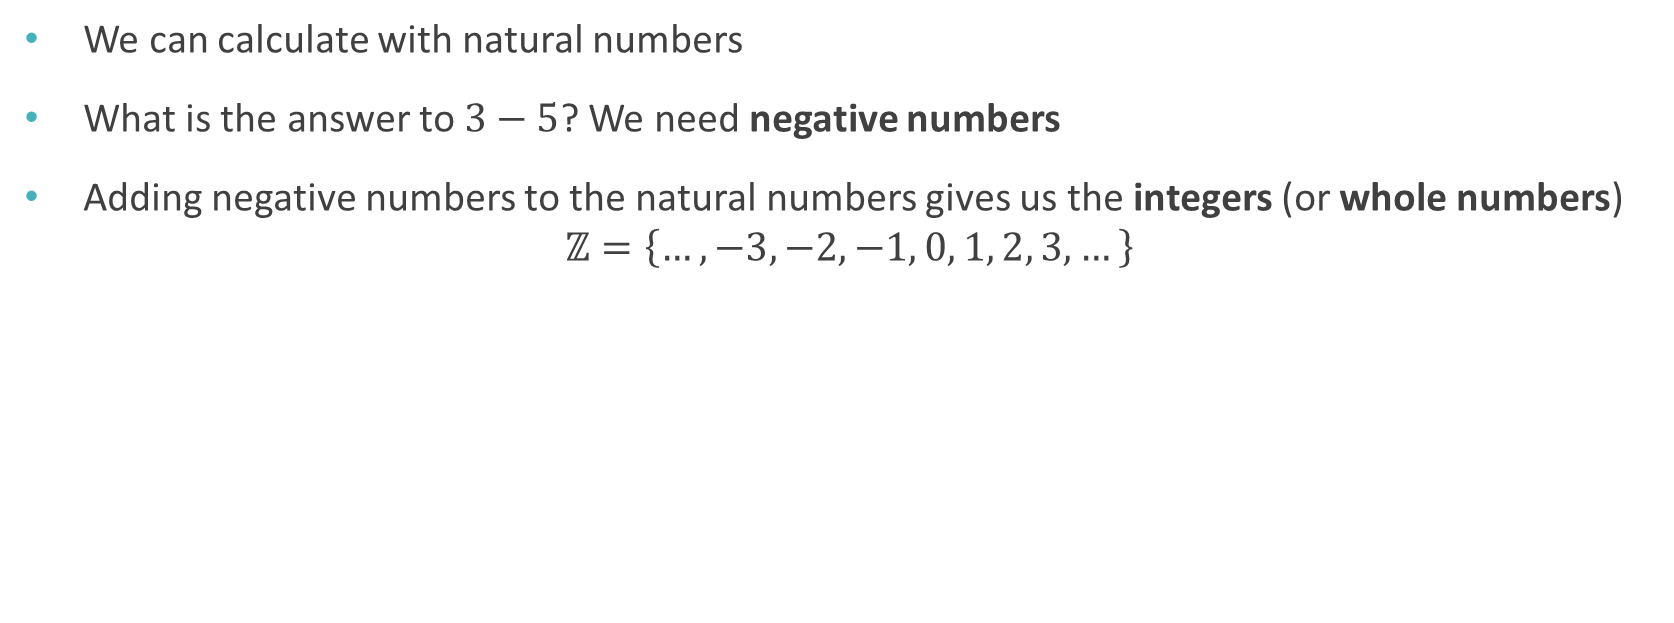 • We can calculate with natural numbers
• What is the answer to 3 − 5? We need negative numbers
• Adding negative numbers to the natural numbers gives us the integers (or whole numbers)
ℤ = {… , −3, −2, −1, 0, 1, 2, 3, … }